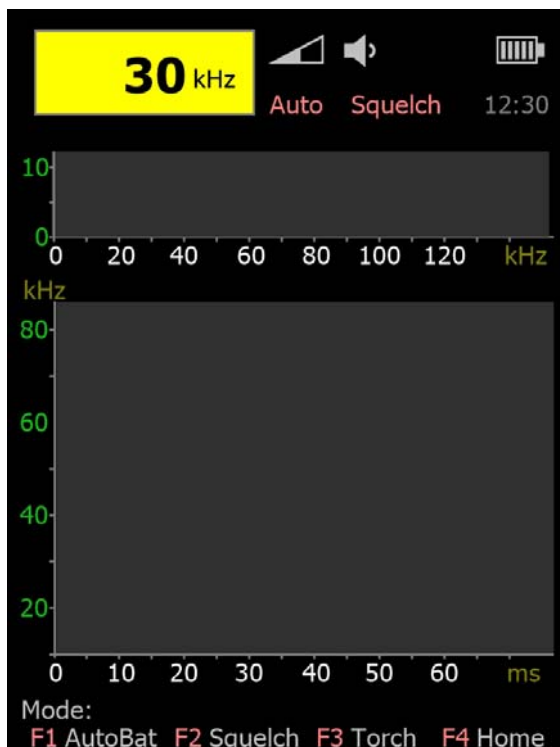 30 kHz
Auto Squelch 12:30
10
0
0 20 40 60 80 100 120 kHz
kHz
80
60
40
20
0 10 20 30 40 50 60 ms
Mode:
F1 AutoBat F2 Squelch F3 Torch F4 Home